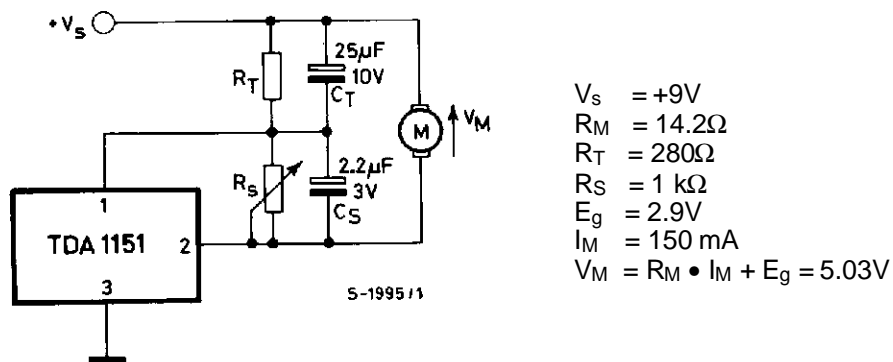 +Vs
RT
25µF
10V
CT
VM
M
RS
2.2µF
3V
CS
1
TDA 1151
2
3
S-1995/1
Vs = +9V
RM = 14.2Ω
RT = 280Ω
RS = 1 kΩ
Eg = 2.9V
IM = 150 mA
VM = RM • IM + Eg = 5.03V